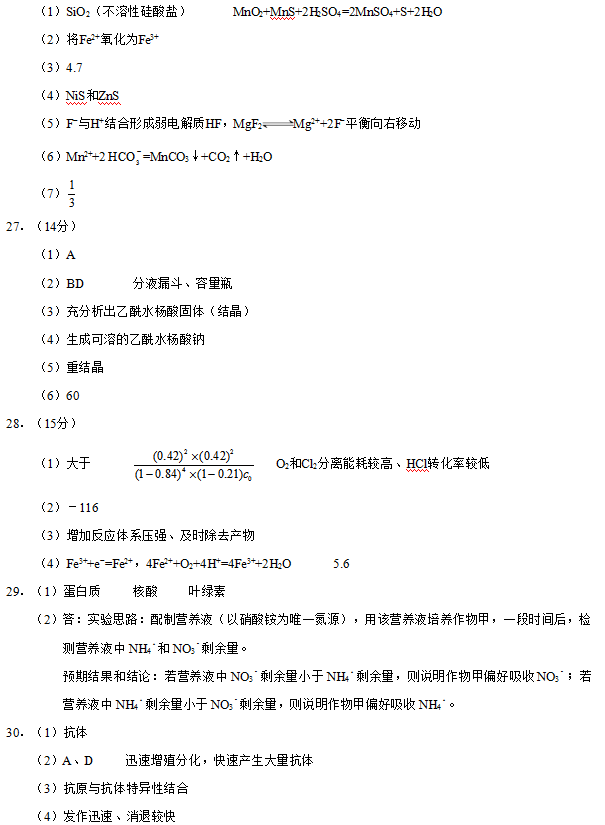 （1）SiO₂（不溶性硅酸盐） MnO₂+MnS+2H₂SO₄=2MnSO₄+S+2H₂O
（2）将Fe²⁺氧化为Fe³⁺
（3）4.7
（4）NiS和ZnS
（5）F⁻与H⁺结合形成弱电解质HF，MgF₂⇌Mg²⁺+2F⁻平衡向右移动
（6）Mn²⁺+2HCO₃⁻=MnCO₃↓+CO₂↑+H₂O
（7）1/3
27．（14分）
（1）A
（2）BD 分液漏斗、容量瓶
（3）充分析出乙酰水杨酸固体（结晶）
（4）生成可溶的乙酰水杨酸钠
（5）重结晶
（6）60
28．（15分）
（1）大于 (0.42)²×(0.42)²/(1−0.84)⁴×(1−0.21)c₀ O₂和Cl₂分离能耗较高、HCl转化率较低
（2）−116
（3）增加反应体系压强、及时除去产物
（4）Fe³⁺+e⁻=Fe²⁺，4Fe²⁺+O₂+4H⁺=4Fe³⁺+2H₂O 5.6
29．（1）蛋白质 核酸 叶绿素
（2）答：实验思路：配制营养液（以硝酸铵为唯一氮源），用该营养液培养作物甲，一段时间后，检
测营养液中NH₄⁺和NO₃⁻剩余量。
预期结果和结论：若营养液中NO₃⁻剩余量小于NH₄⁺剩余量，则说明作物甲偏好吸收NO₃⁻；若
营养液中NH₄⁺剩余量小于NO₃⁻剩余量，则说明作物甲偏好吸收NH₄⁺。
30．（1）抗体
（2）A、D 迅速增殖分化，快速产生大量抗体
（3）抗原与抗体特异性结合
（4）发作迅速、消退较快